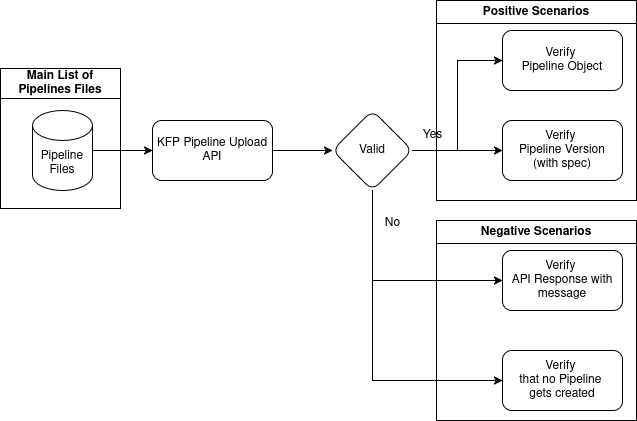 Main List of
Pipelines Files
Pipeline
Files
KFP Pipeline Upload
API
Valid
Yes
No
Positive Scenarios
Verify
Pipeline Object
Verify
Pipeline Version
(with spec)
Negative Scenarios
Verify
API Response with
message
Verify
that no Pipeline
gets created